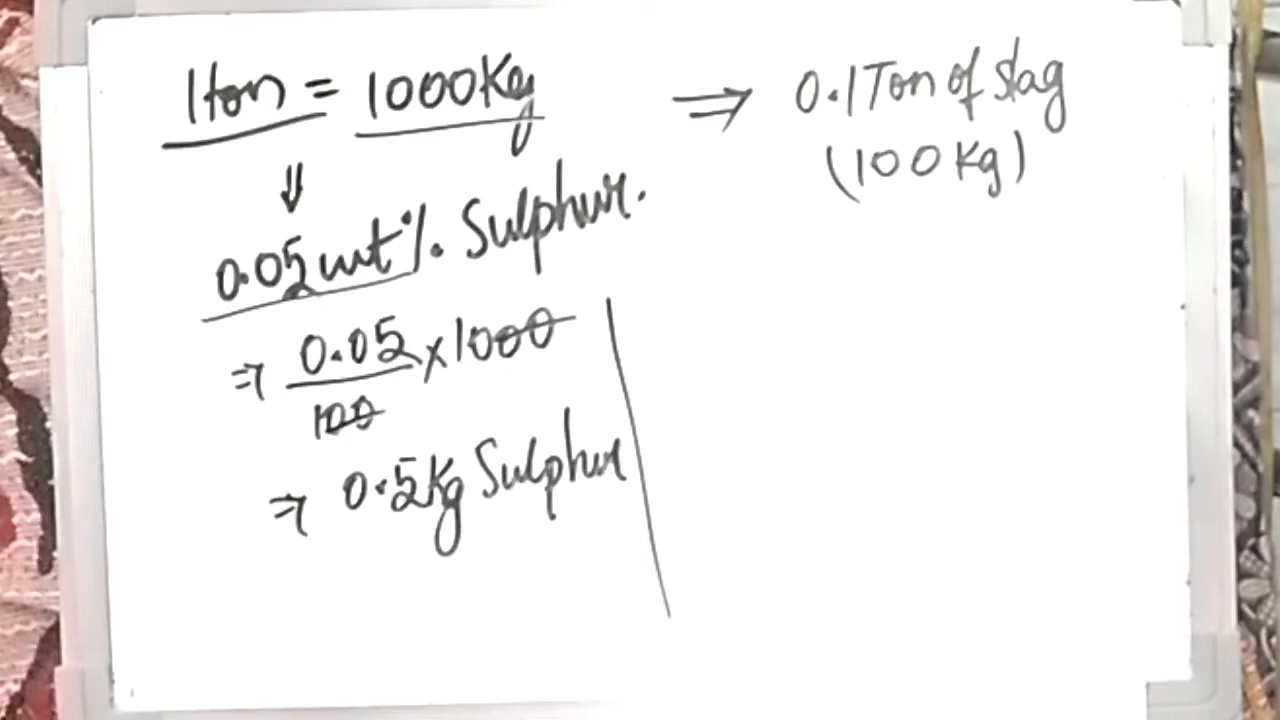 1ton = 1000Kg ⇒ 0.1Ton of slag
(100Kg)
⇓
0.05wt%. Sulphur.
⇒ 0.05/100 × 1000
⇒ 0.5Kg Sulphur